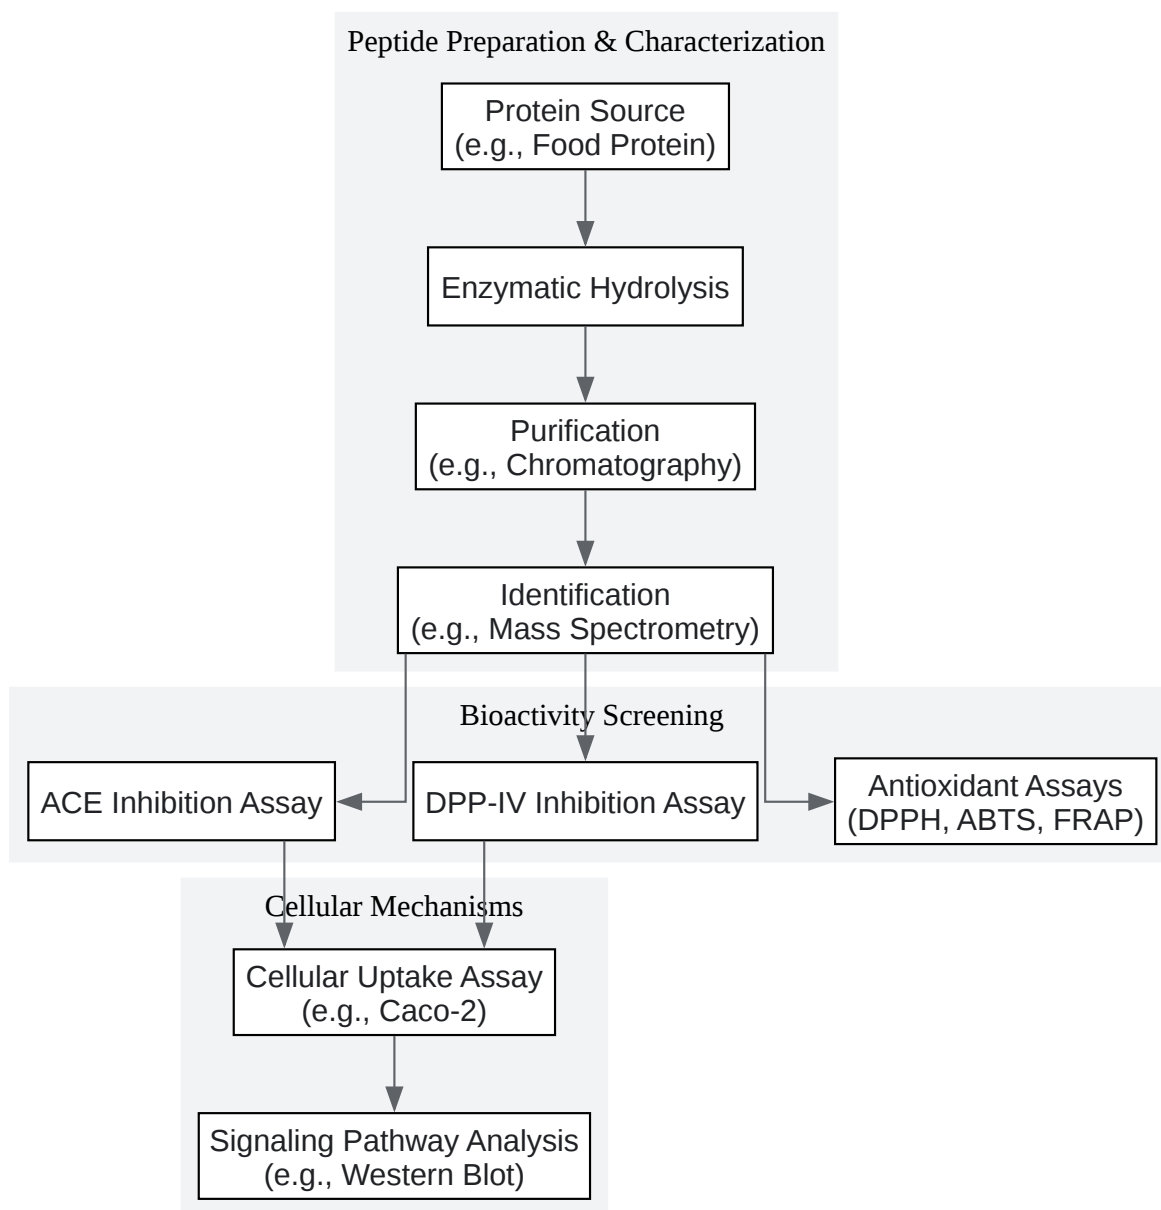 Peptide Preparation & Characterization
Protein Source
(e.g., Food Protein)
Enzymatic Hydrolysis
Purification
(e.g., Chromatography)
Identification
(e.g., Mass Spectrometry)
Bioactivity Screening
ACE Inhibition Assay
DPP-IV Inhibition Assay
Antioxidant Assays
(DPPH, ABTS, FRAP)
Cellular Mechanisms
Cellular Uptake Assay
(e.g., Caco-2)
Signaling Pathway Analysis
(e.g., Western Blot)